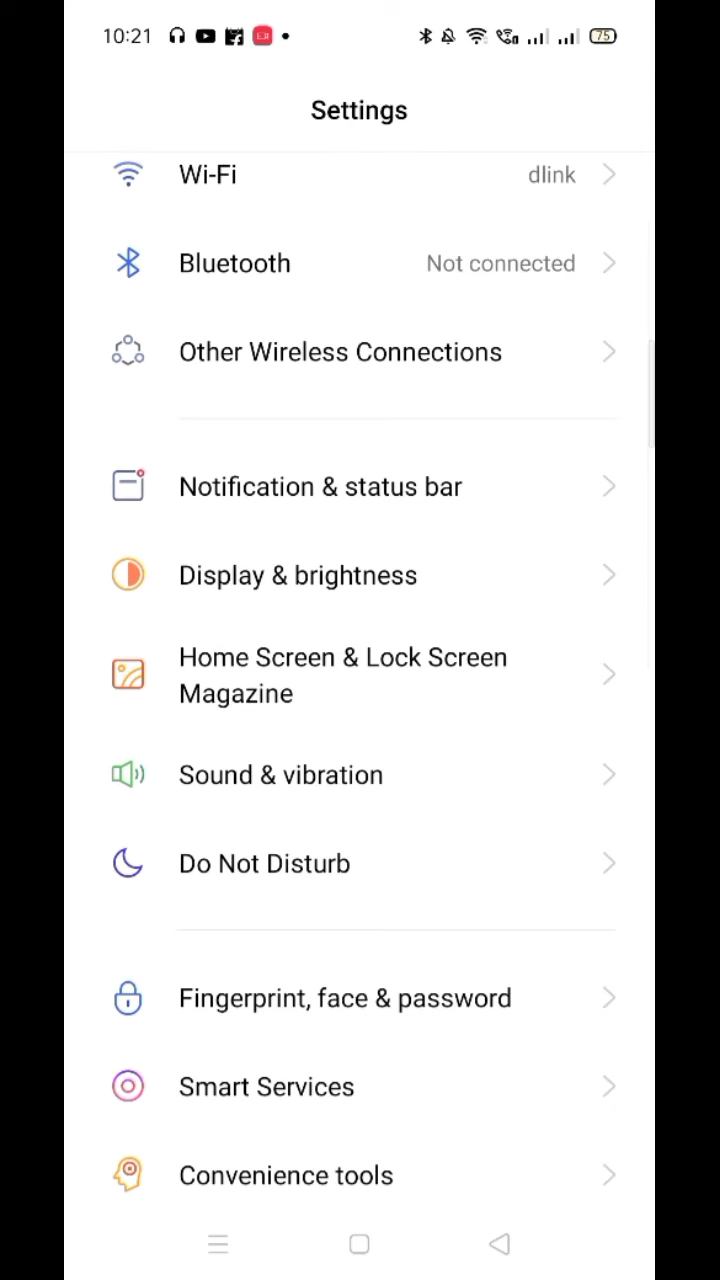 10:21
75
Settings
Wi-Fi
dlink
Bluetooth
Not connected
Other Wireless Connections
Notification & status bar
Display & brightness
Home Screen & Lock Screen
Magazine
Sound & vibration
Do Not Disturb
Fingerprint, face & password
Smart Services
Convenience tools